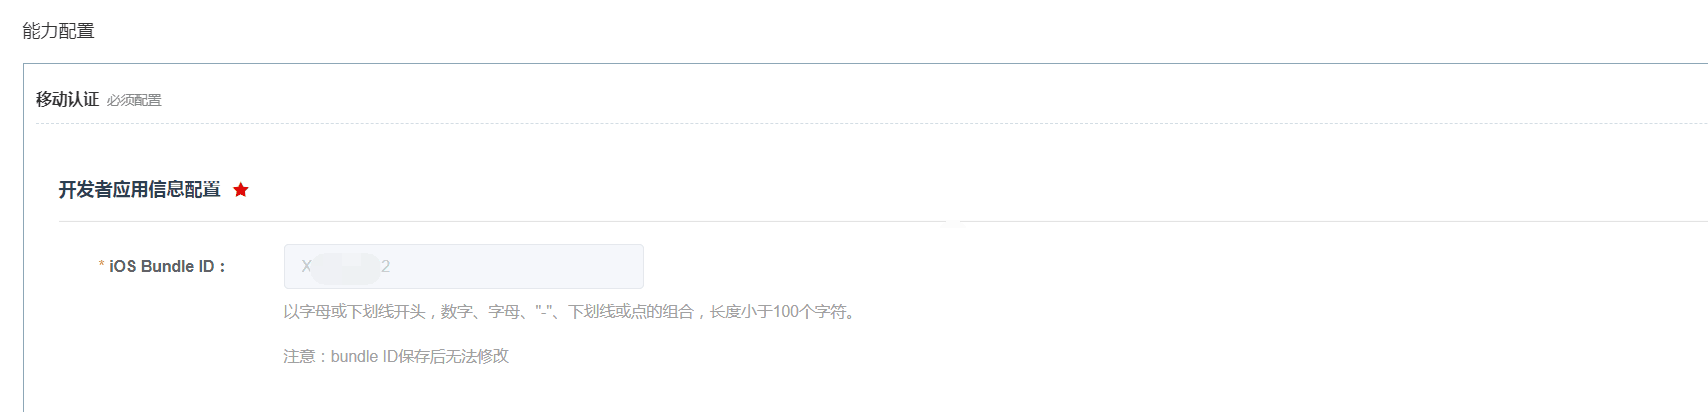 能力配置
移动认证 必须配置
开发者应用信息配置
* iOS Bundle ID：
X 2
以字母或下划线开头，数字、字母、"-"、下划线或点的组合，长度小于100个字符。
注意：bundle ID保存后无法修改